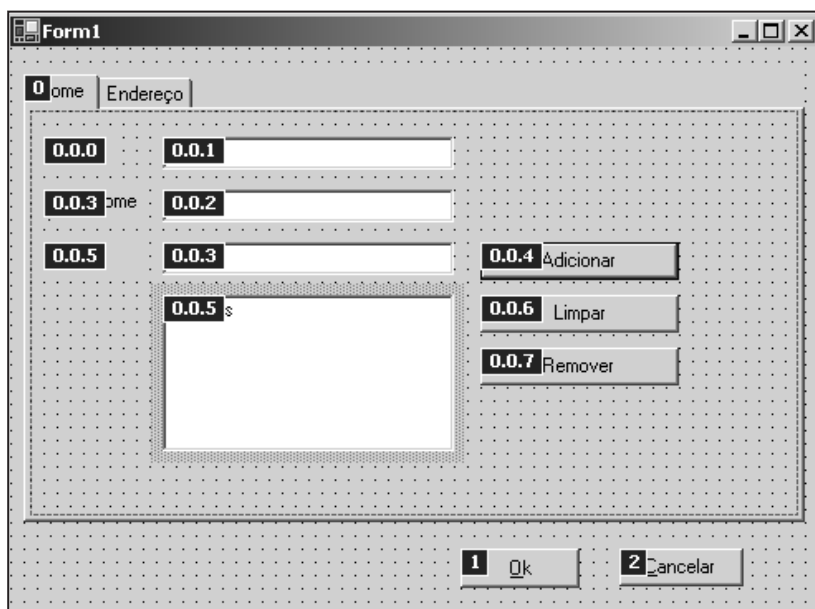 Form1
0 ome Endereço
0.0.0 0.0.1
0.0.3 ome 0.0.2
0.0.5 0.0.3 0.0.4 Adicionar
0.0.5 s 0.0.6 Limpar
0.0.7 Remover
1 Ok 2 Cancelar